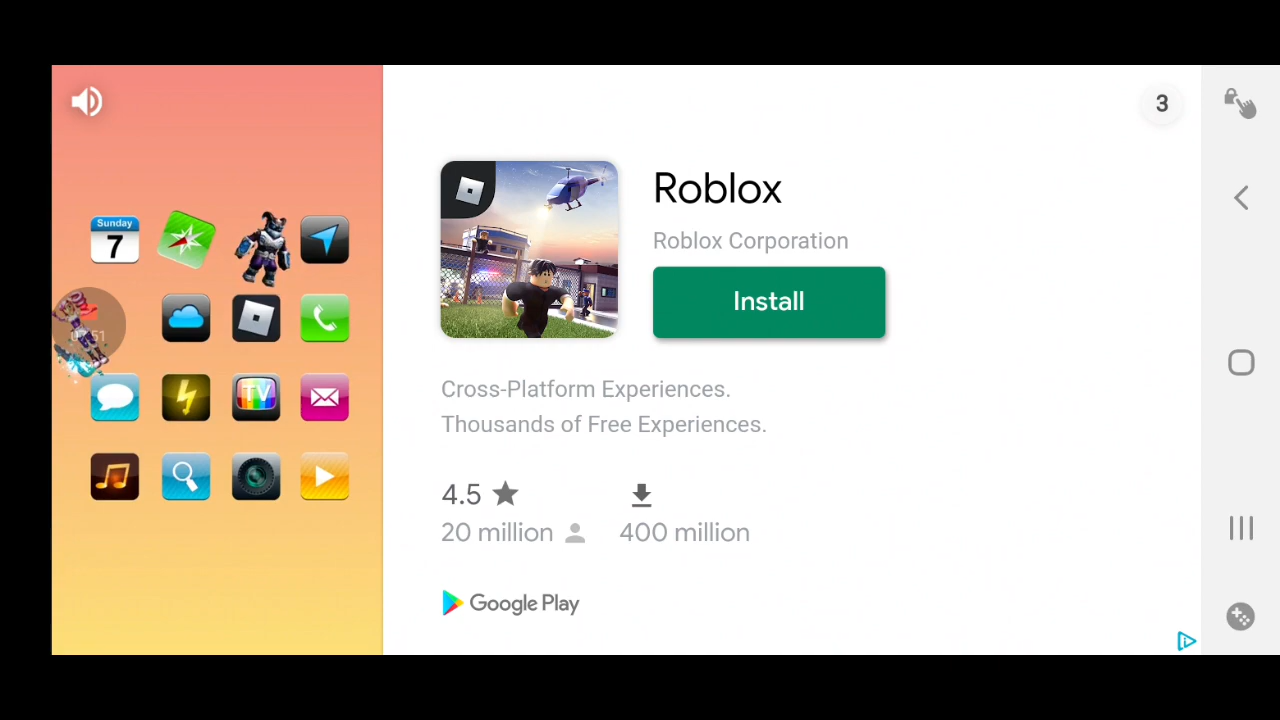 3
Sunday
7
TV
Roblox
Roblox Corporation
Install
Cross-Platform Experiences.
Thousands of Free Experiences.
4.5
20 million
400 million
Google Play